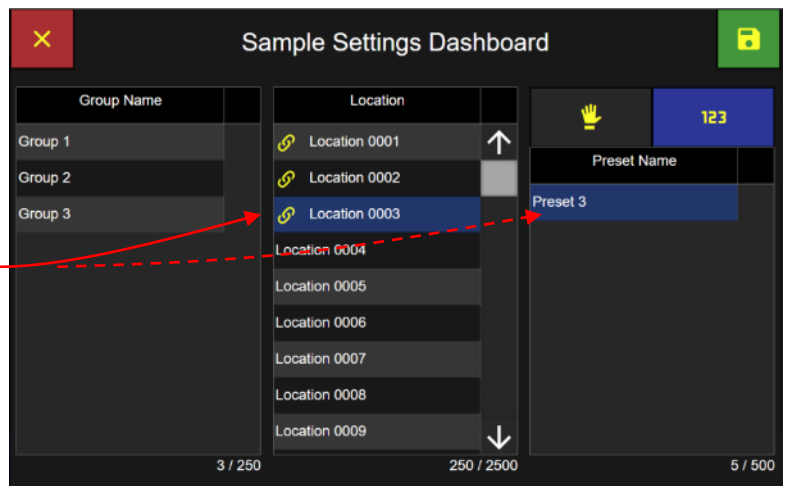 Sample Settings Dashboard
Group Name
Group 1
Group 2
Group 3
3 / 250
Location
Location 0001
Location 0002
Location 0003
Location 0004
Location 0005
Location 0006
Location 0007
Location 0008
Location 0009
250 / 2500
123
Preset Name
Preset 3
5 / 500